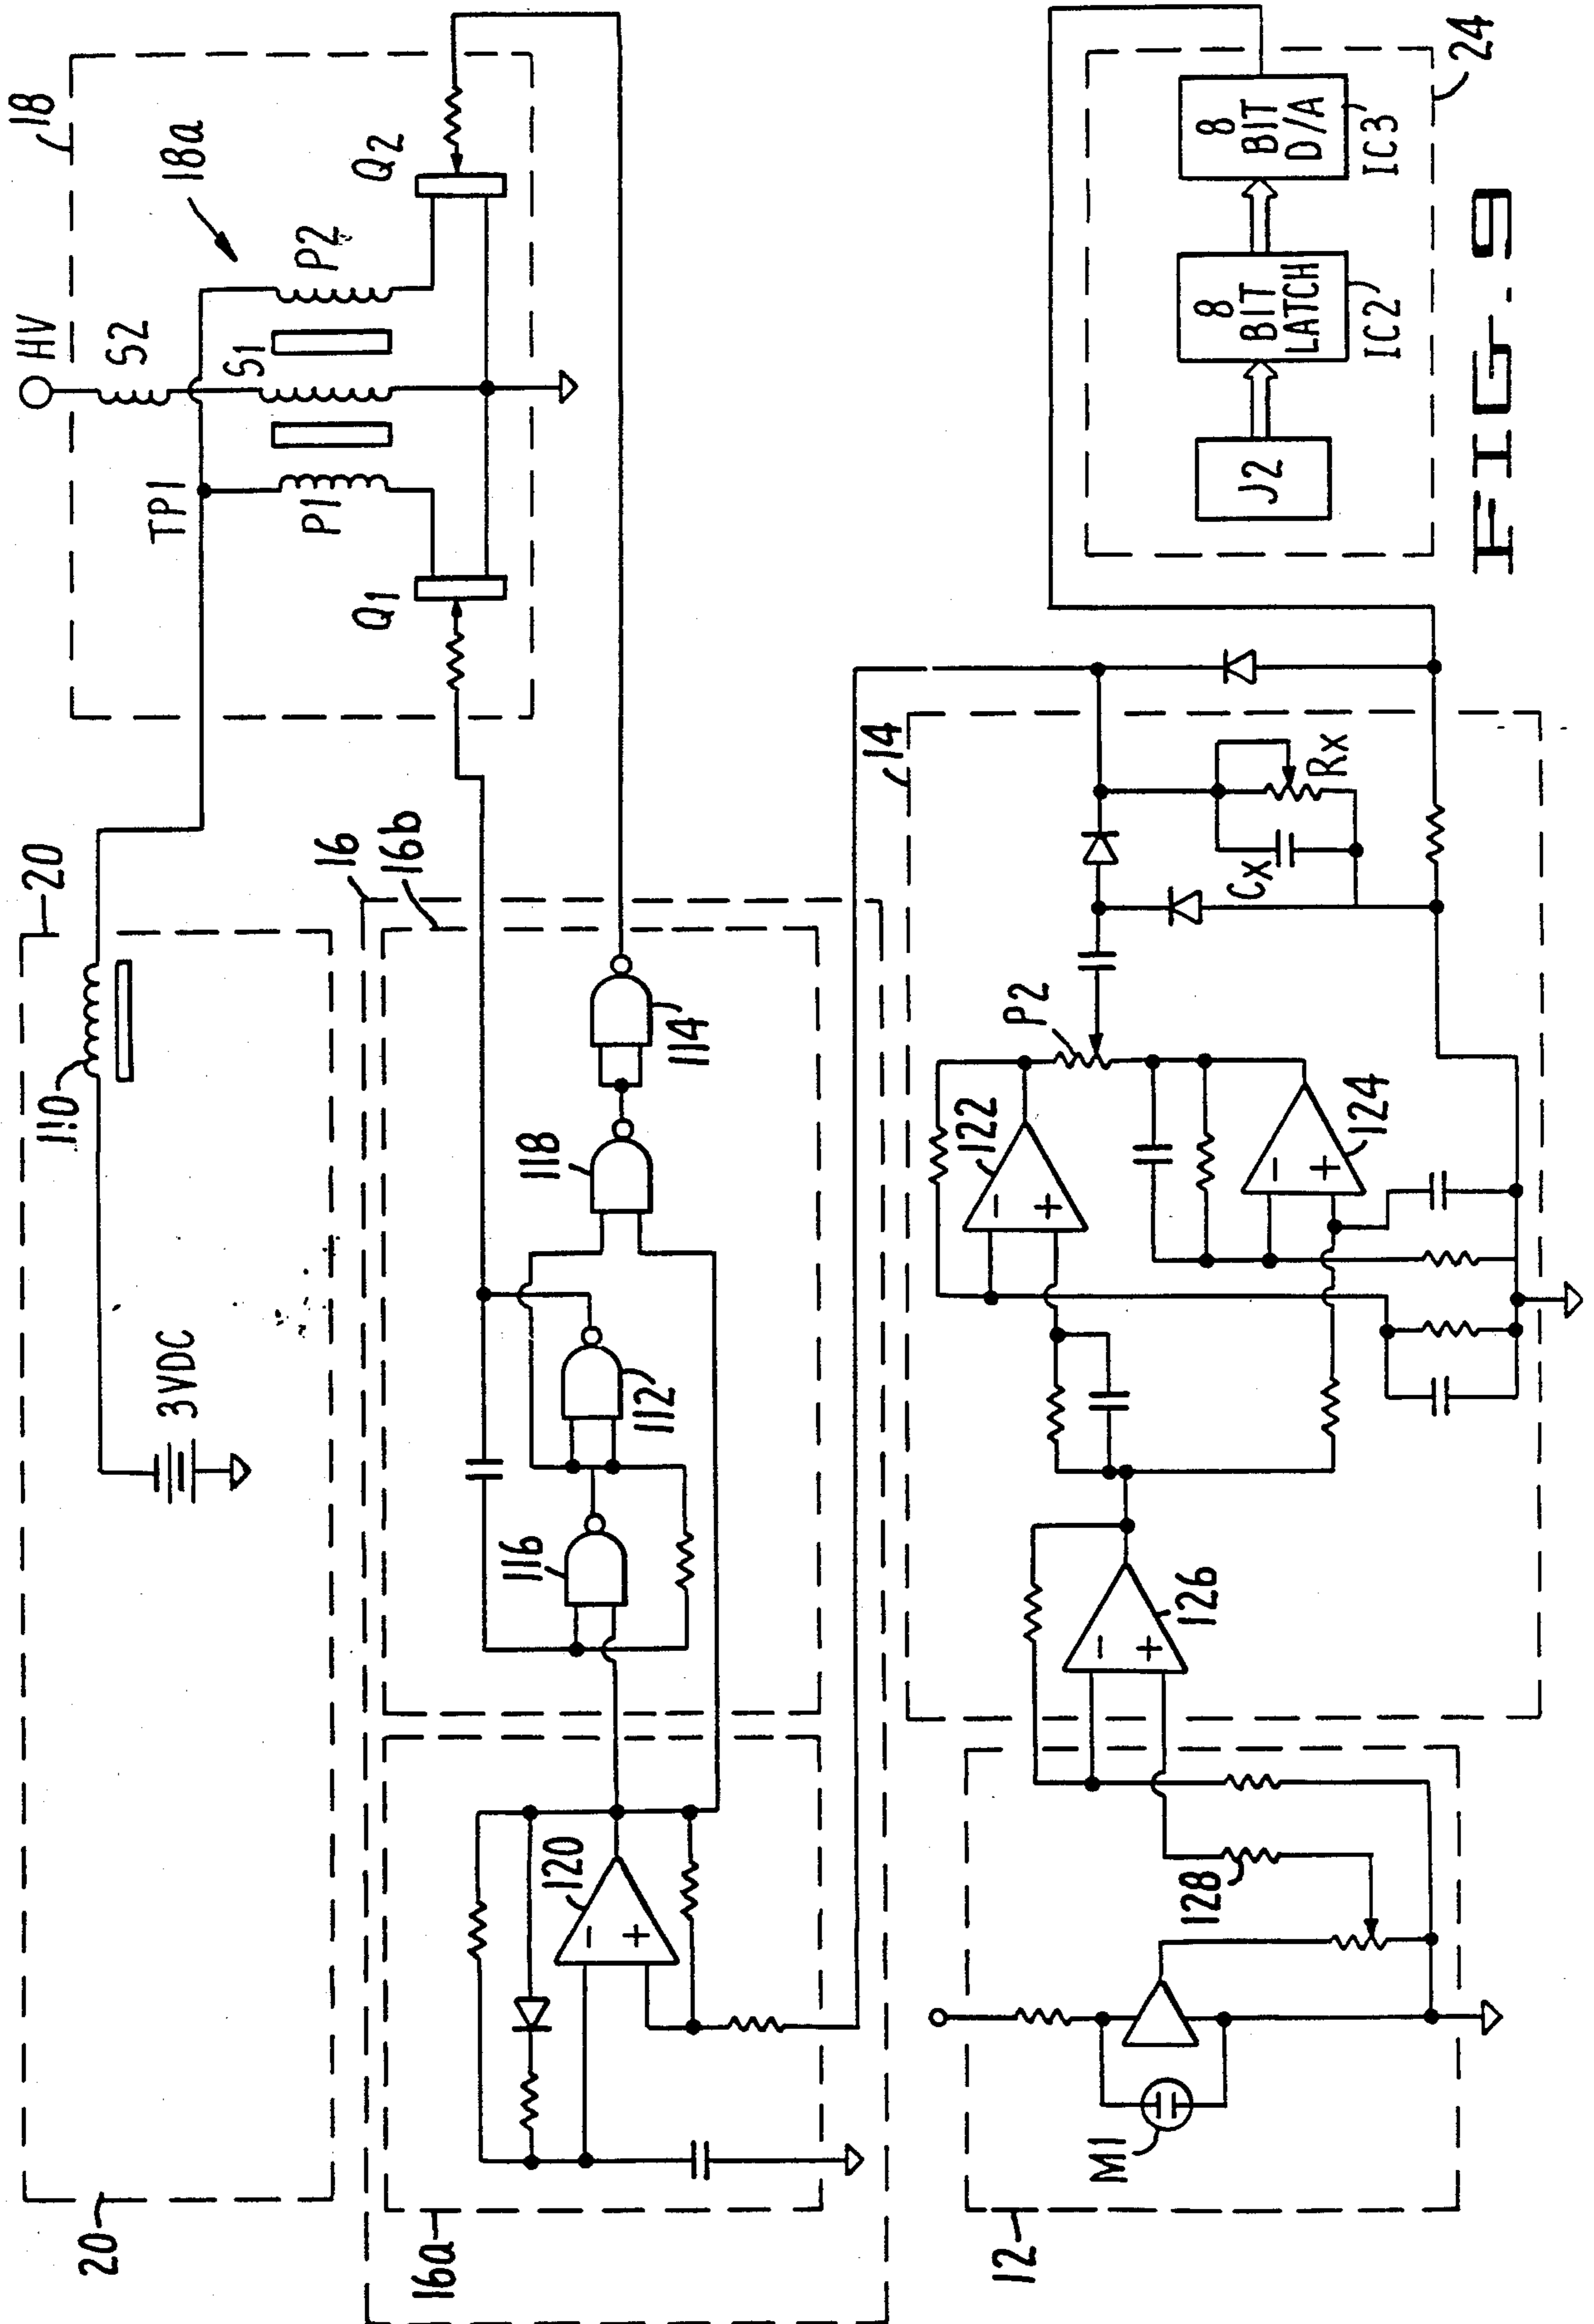 20
20
110
3VDC
18
18a
HV
S2
S1
TP1
P1
P2
Q1
Q2
16
16b
16a
116
112
118
114
120
14
122
P2
124
126
CX
RX
12
M1
128
24
J2
8
BIT
LATCH
IC2
8
BIT
D/A
IC3
FIG. 9